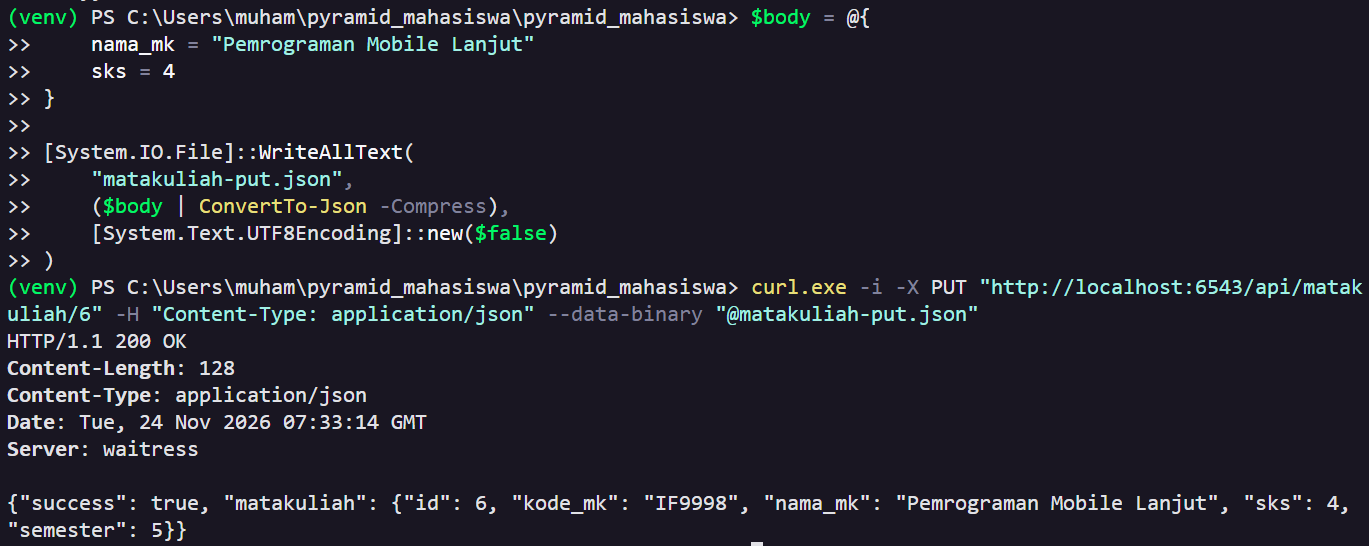 (venv) PS C:\Users\muham\pyramid_mahasiswa\pyramid_mahasiswa> $body = @{
>>     nama_mk = "Pemrograman Mobile Lanjut"
>>     sks = 4
>> }
>>
>> [System.IO.File]::WriteAllText(
>>     "matakuliah-put.json",
>>     ($body | ConvertTo-Json -Compress),
>>     [System.Text.UTF8Encoding]::new($false)
>> )
(venv) PS C:\Users\muham\pyramid_mahasiswa\pyramid_mahasiswa> curl.exe -i -X PUT "http://localhost:6543/api/matak
uliah/6" -H "Content-Type: application/json" --data-binary "@matakuliah-put.json"
HTTP/1.1 200 OK
Content-Length: 128
Content-Type: application/json
Date: Tue, 24 Nov 2026 07:33:14 GMT
Server: waitress

{"success": true, "matakuliah": {"id": 6, "kode_mk": "IF9998", "nama_mk": "Pemrograman Mobile Lanjut", "sks": 4,
"semester": 5}}